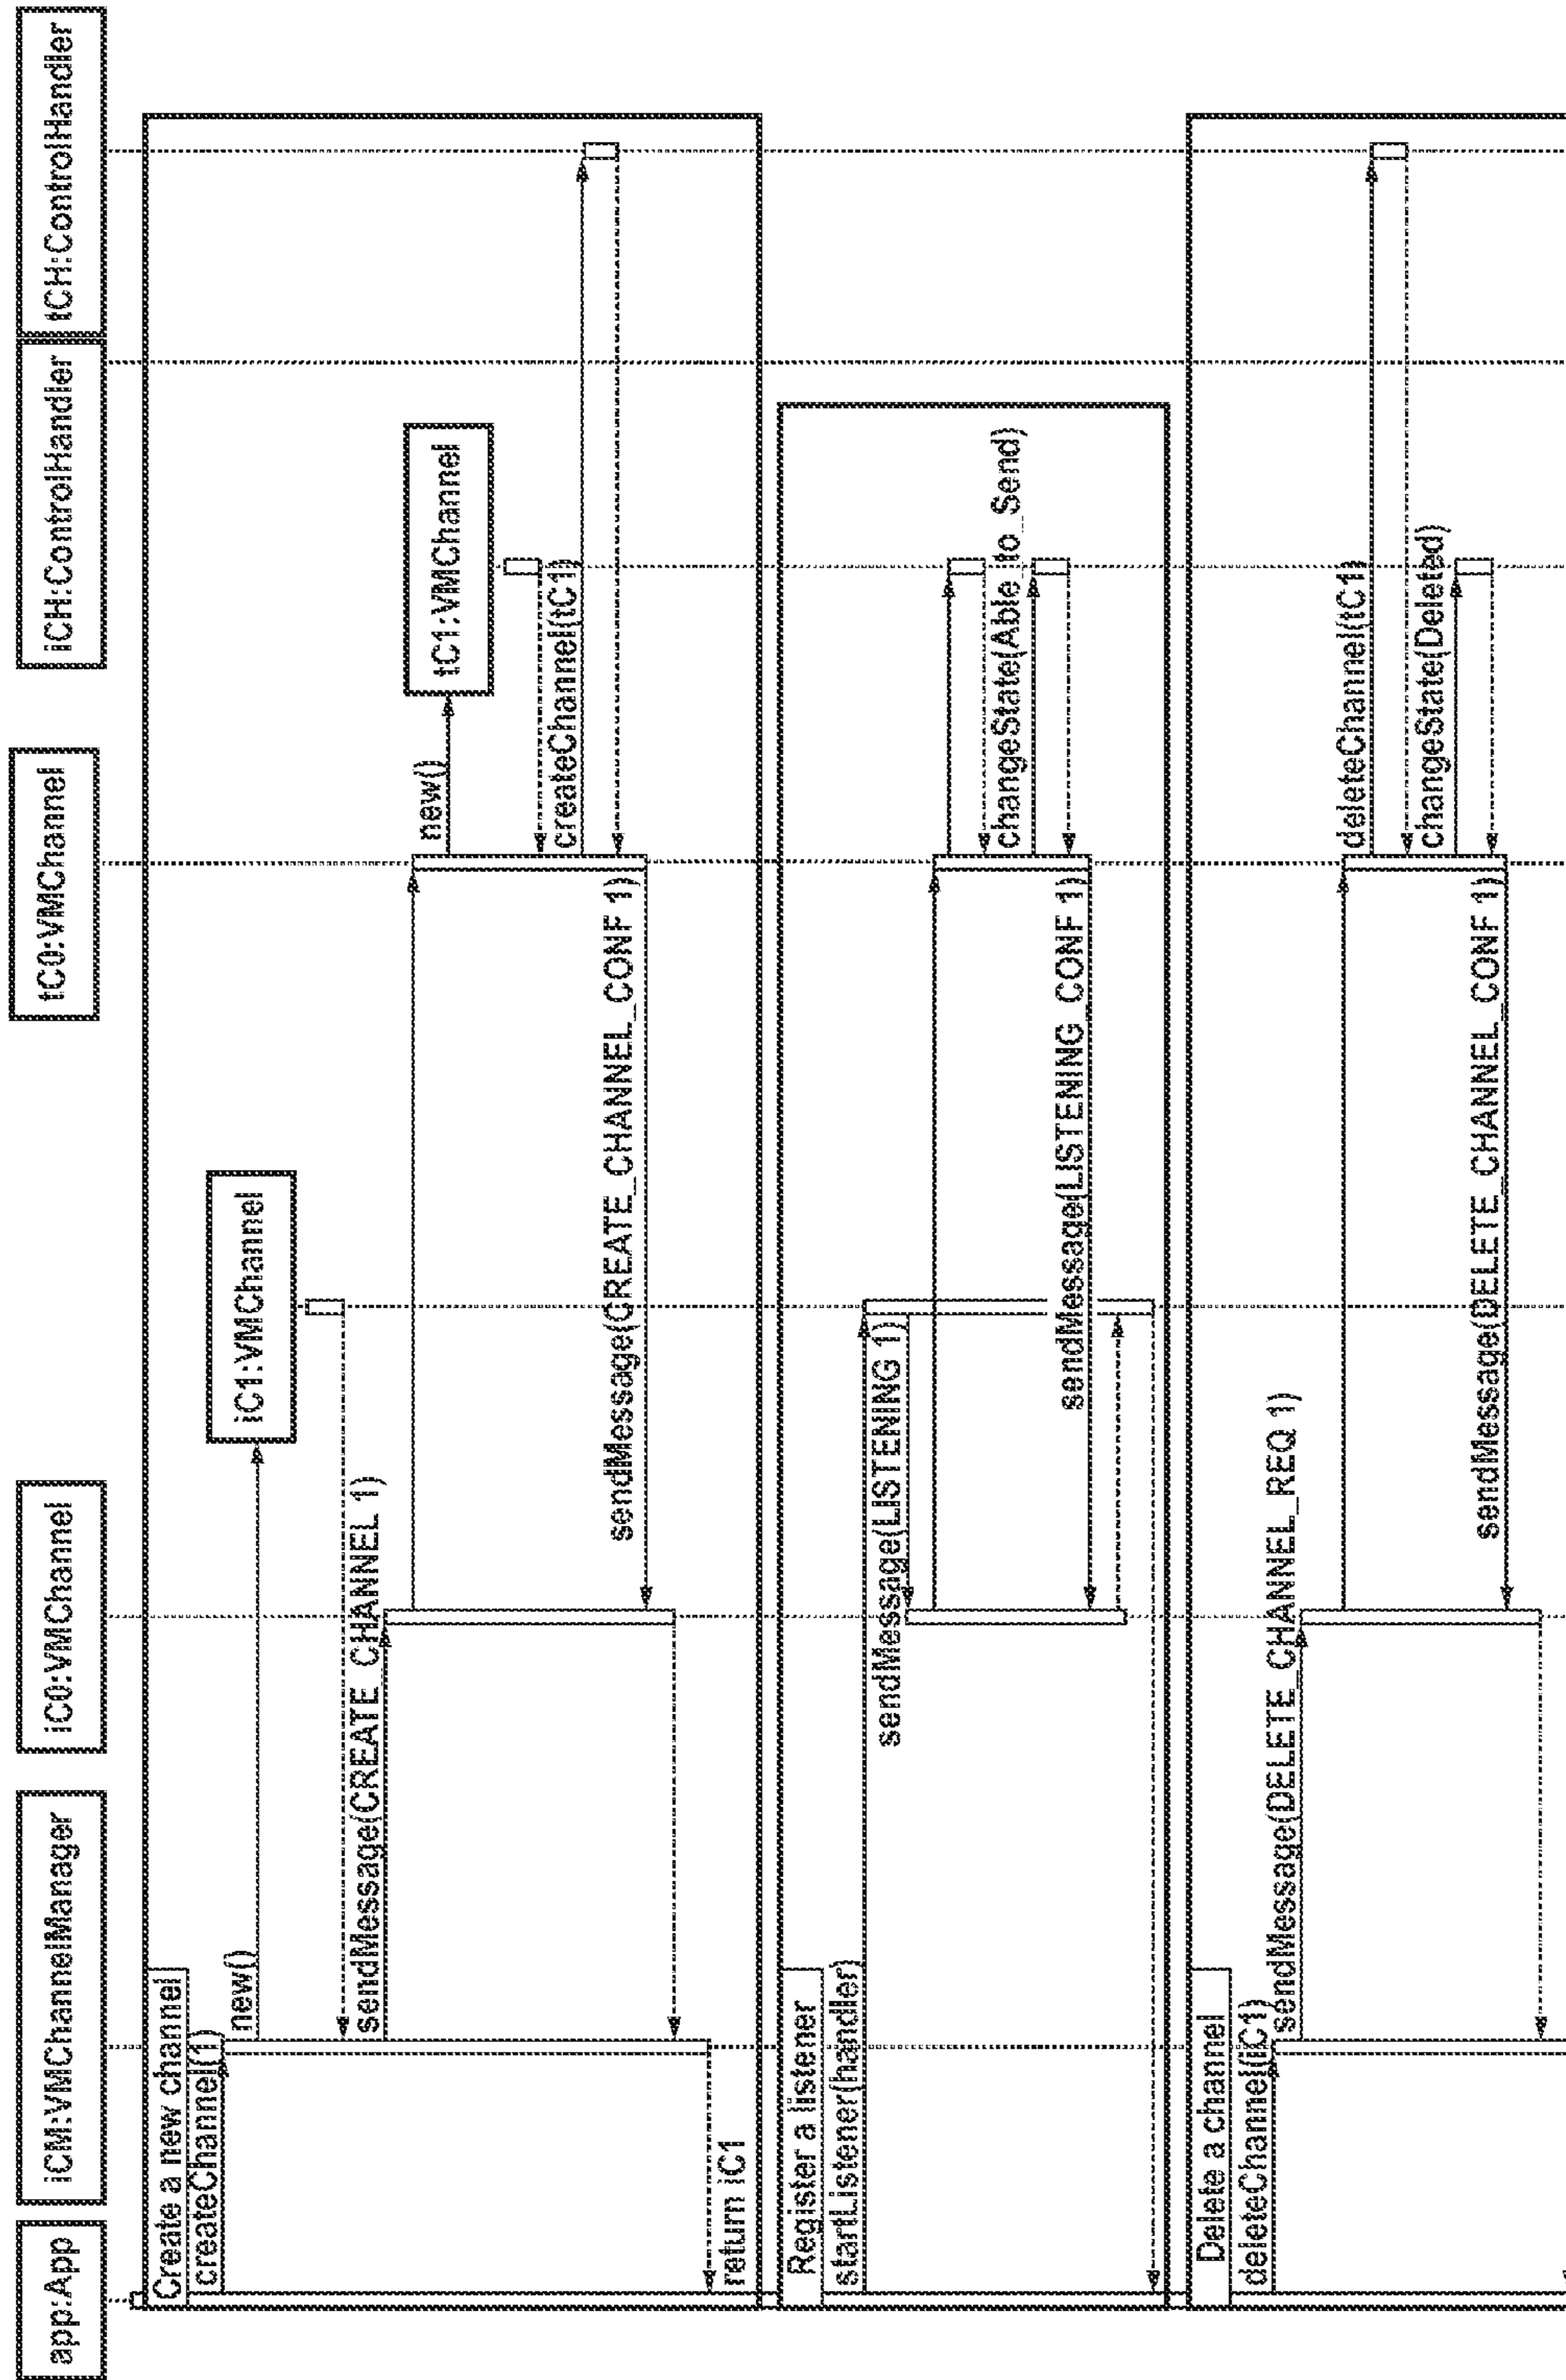 app:App
iCM:VMChannelManager
iC0:VMChannel
tC0:VMChannel
iCH:ControlHandler
tCH:ControlHandler
Create a new channel
createChannel(1)
new()
iC1:VMChannel
sendMessage(CREATE_CHANNEL 1)
new()
tC1:VMChannel
createChannel(tC1)
sendMessage(CREATE_CHANNEL_CONF 1)
return iC1
Register a listener
startListener(handler)
sendMessage(LISTENING 1)
changeState(Able_to_Send)
sendMessage(LISTENING_CONF 1)
Delete a channel
deleteChannel(iC1)
sendMessage(DELETE_CHANNEL_REQ 1)
deleteChannel(tC1)
changeState(Deleted)
sendMessage(DELETE_CHANNEL_CONF 1)